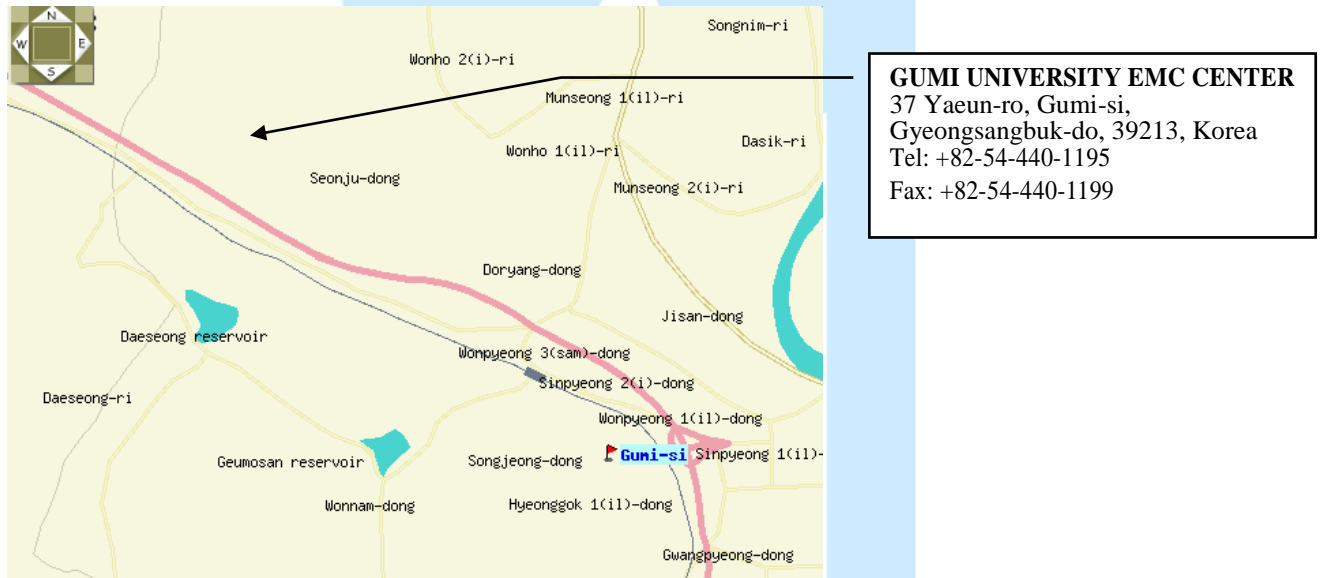 N
W E
S
Songnim-ri
Wonho 2(i)-ri
Munseong 1(il)-ri
Wonho 1(il)-ri
Dasik-ri
Seonju-dong
Munseong 2(i)-ri
Doryang-dong
Jisan-dong
Daeseong reservoir
Wonpyeong 3(sam)-dong
Sinpyeong 2(i)-dong
Daeseong-ri
Wonpyeong 1(il)-dong
Gumi-si
Sinpyeong 1(il)-
Geumosan reservoir
Songjeong-dong
Wonnam-dong
Hyeonggok 1(il)-dong
Gwangpyeong-dong
GUMI UNIVERSITY EMC CENTER
37 Yaeun-ro, Gumi-si,
Gyeongsangbuk-do, 39213, Korea
Tel: +82-54-440-1195
Fax: +82-54-440-1199